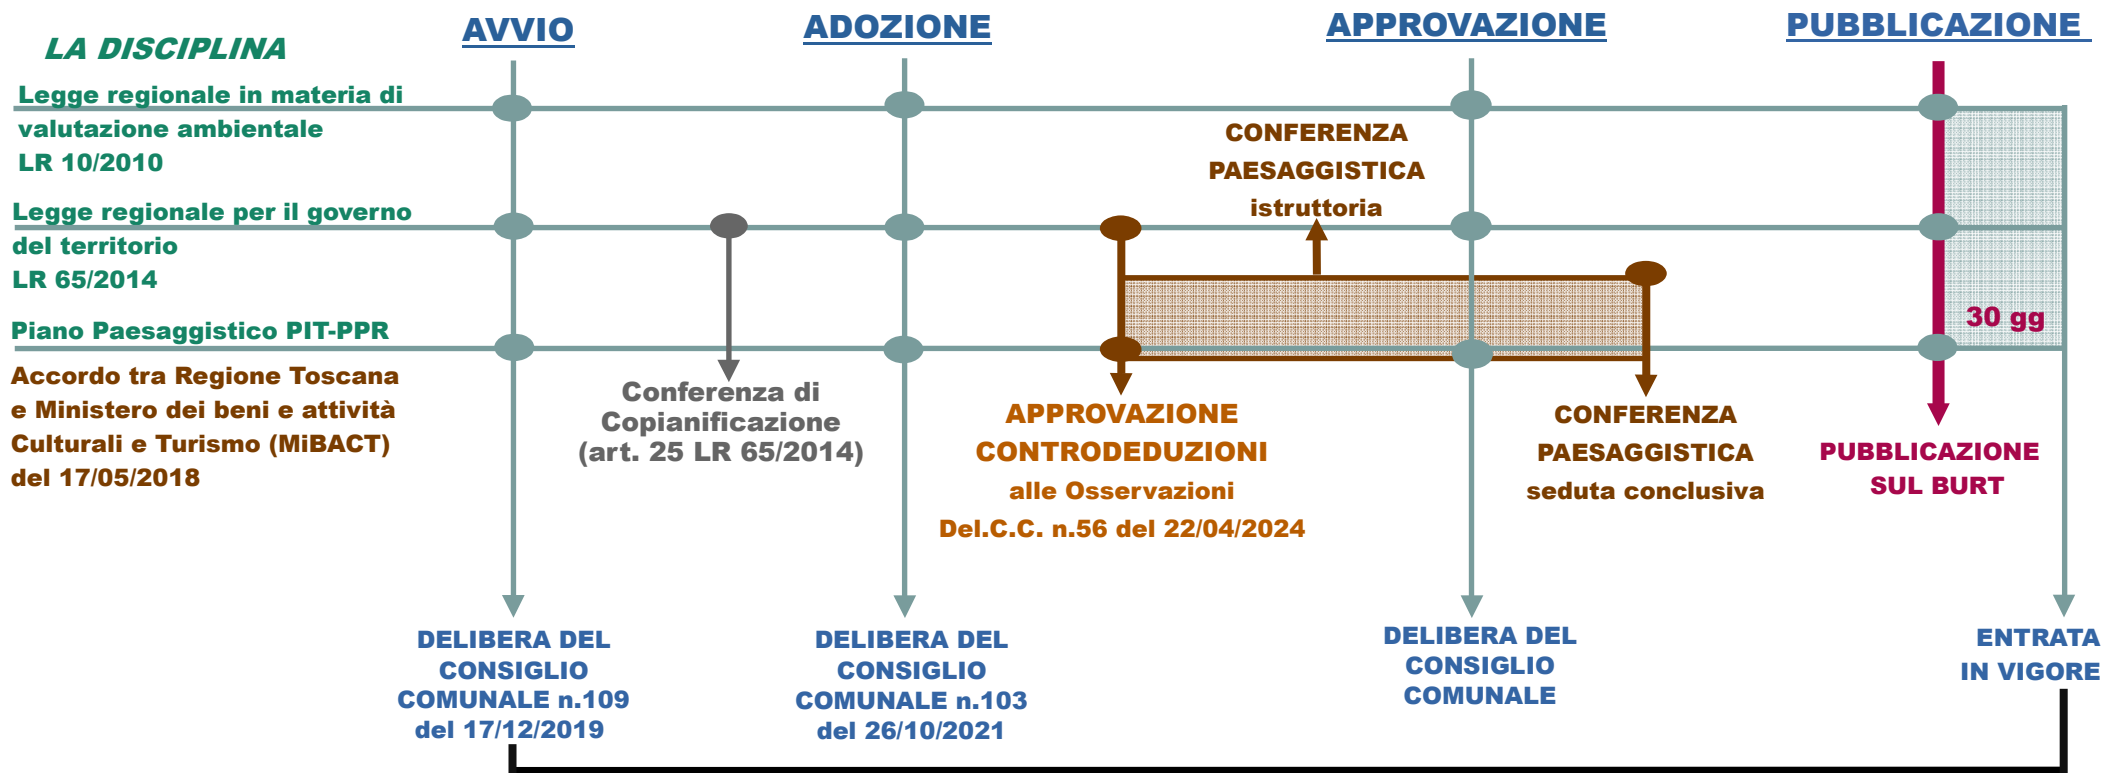 LA DISCIPLINA
AVVIO
ADOZIONE
APPROVAZIONE
PUBBLICAZIONE
Legge regionale in materia di
valutazione ambientale
LR 10/2010
CONFERENZA
PAESAGGISTICA
istruttoria
Legge regionale per il governo
del territorio
LR 65/2014
30 gg
Piano Paesaggistico PIT-PPR
Accordo tra Regione Toscana
e Ministero dei beni e attività
Culturali e Turismo (MiBACT)
del 17/05/2018
Conferenza di
Copianificazione
(art. 25 LR 65/2014)
APPROVAZIONE
CONTRODEDUZIONI
alle Osservazioni
Del.C.C. n.56 del 22/04/2024
CONFERENZA
PAESAGGISTICA
seduta conclusiva
PUBBLICAZIONE
SUL BURT
DELIBERA DEL
CONSIGLIO
COMUNALE n.109
del 17/12/2019
DELIBERA DEL
CONSIGLIO
COMUNALE n.103
del 26/10/2021
DELIBERA DEL
CONSIGLIO
COMUNALE
ENTRATA
IN VIGORE